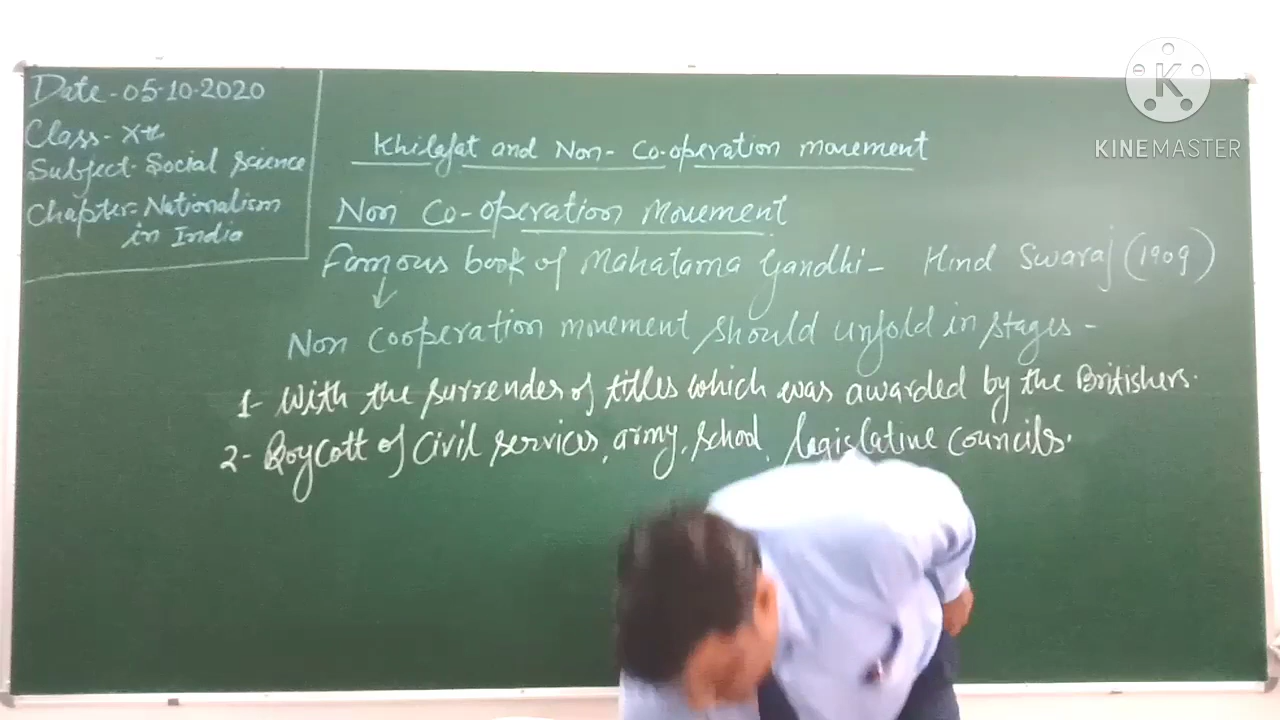 Date - 05.10.2020
Class - Xth
Subject - Social Science
Chapter - Nationalism
in India
KINEMASTER
Khilafat and Non- Co-operation movement
Non Co-operation Movement
Famous book of Mahatama Gandhi - Hind Swaraj (1909)
Non cooperation movement should unfold in stages -
1- With the surrender of titles which was awarded by the Britishers.
2- Boycott of civil services, army, school, legislative councils.